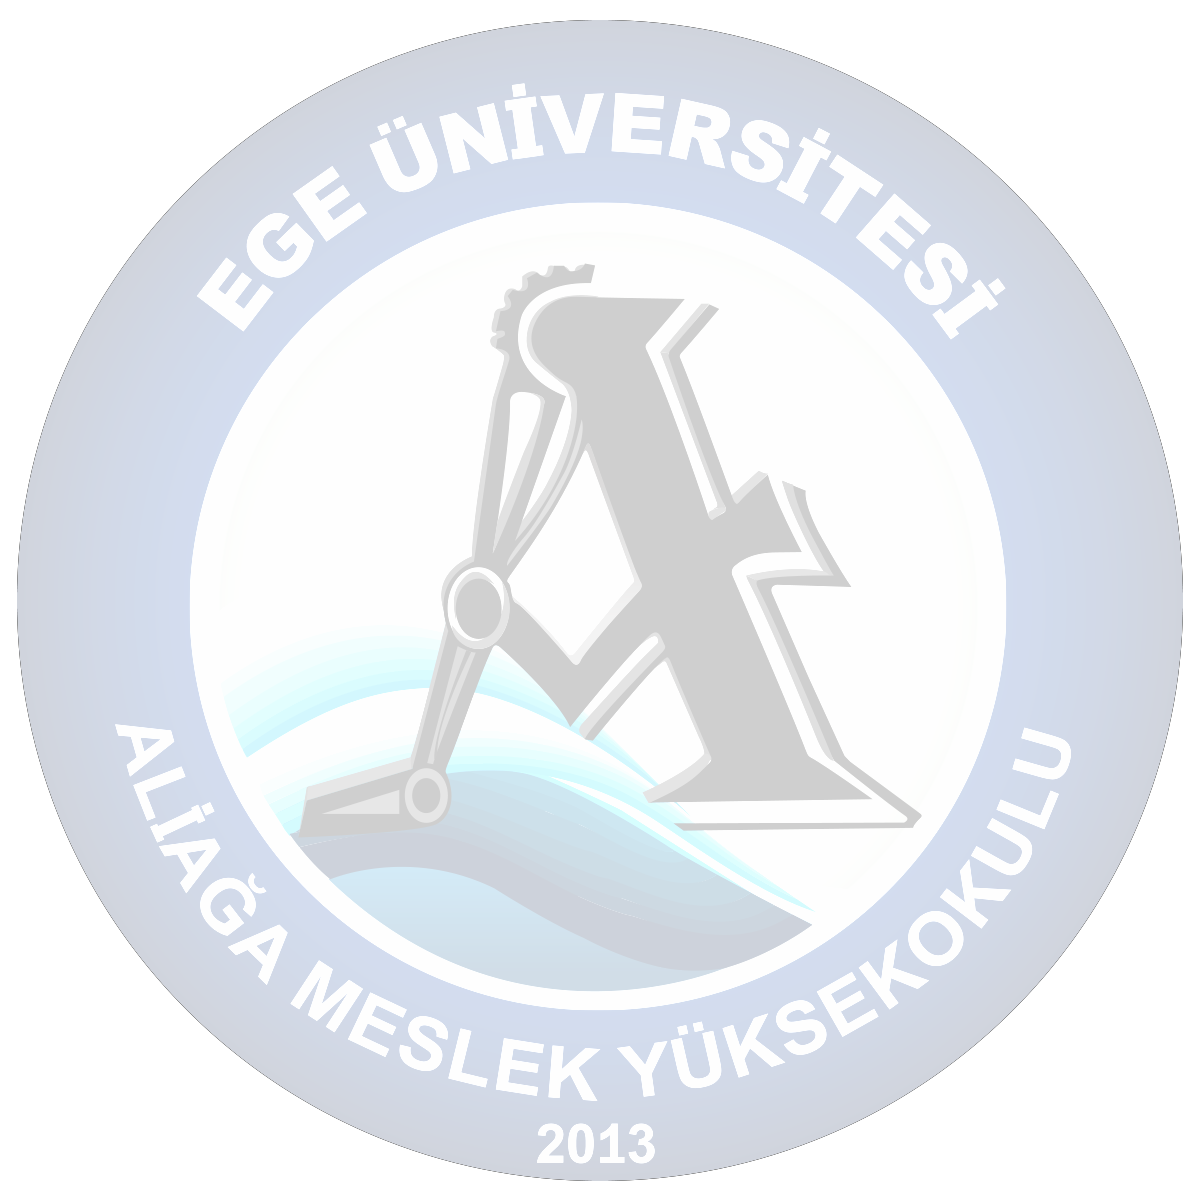 EGE ÜNİVERSİTESİ
ALİAĞA MESLEK YÜKSEKOKULU
2013